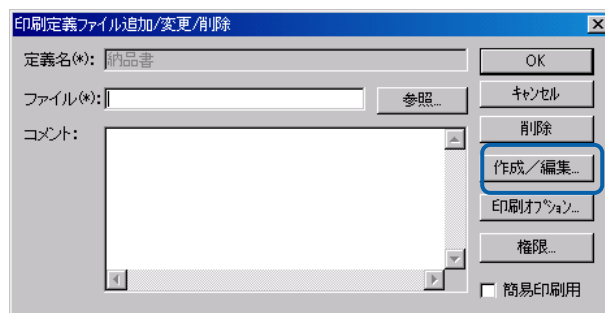 印刷定義ファイル追加/変更/削除
定義名(*): 納品書
OK
ファイル(*):
参照...
キャンセル
コメント:
削除
作成／編集...
印刷オプション...
権限...
簡易印刷用